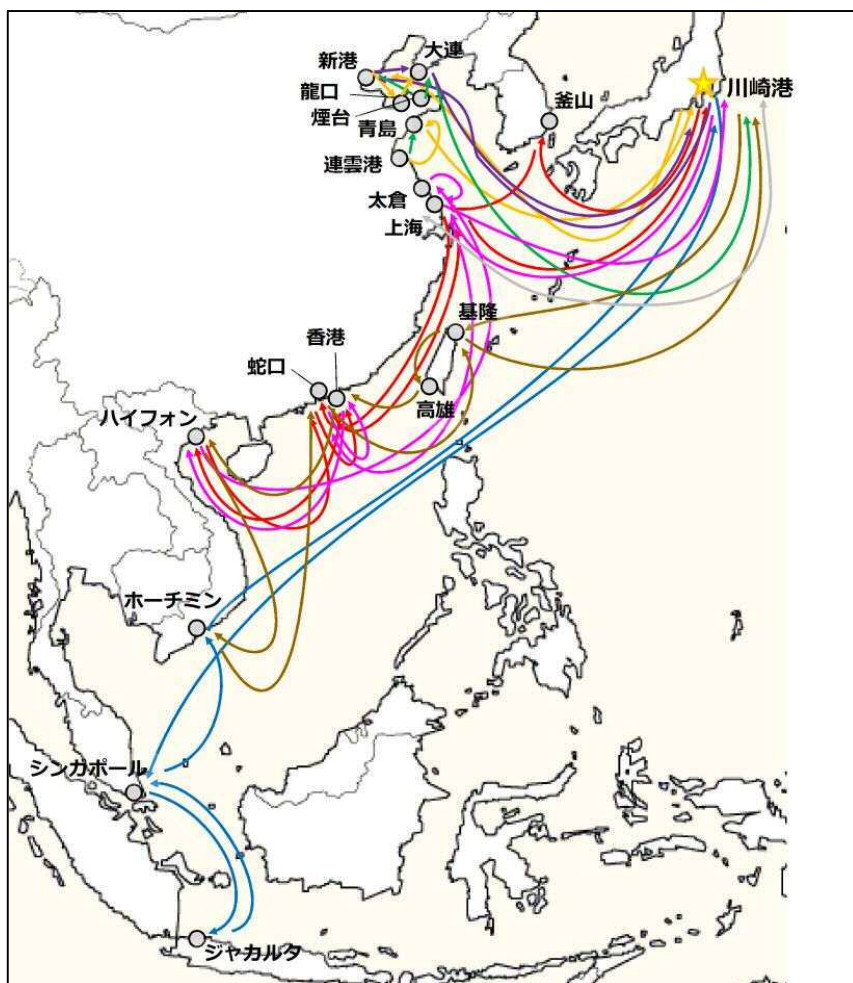 大連
新港
川崎港
龍口
釜山
煙台
青島
連雲港
太倉
上海
基隆
香港
蛇口
高雄
ハイフォン
ホーチミン
シンガポール
ジャカルタ